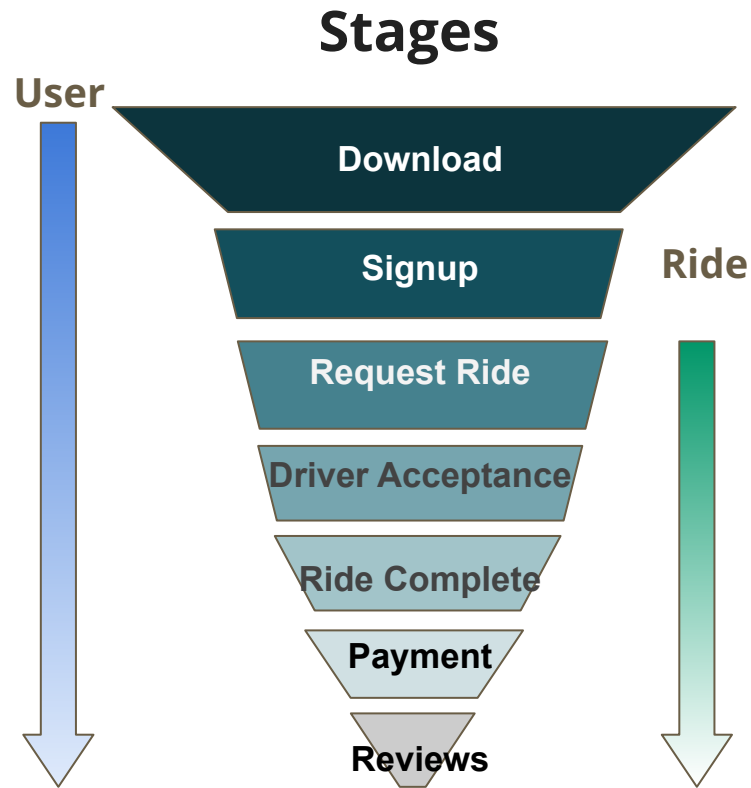 Stages
User
Download
Signup
Ride
Request Ride
Driver Acceptance
Ride Complete
Payment
Reviews